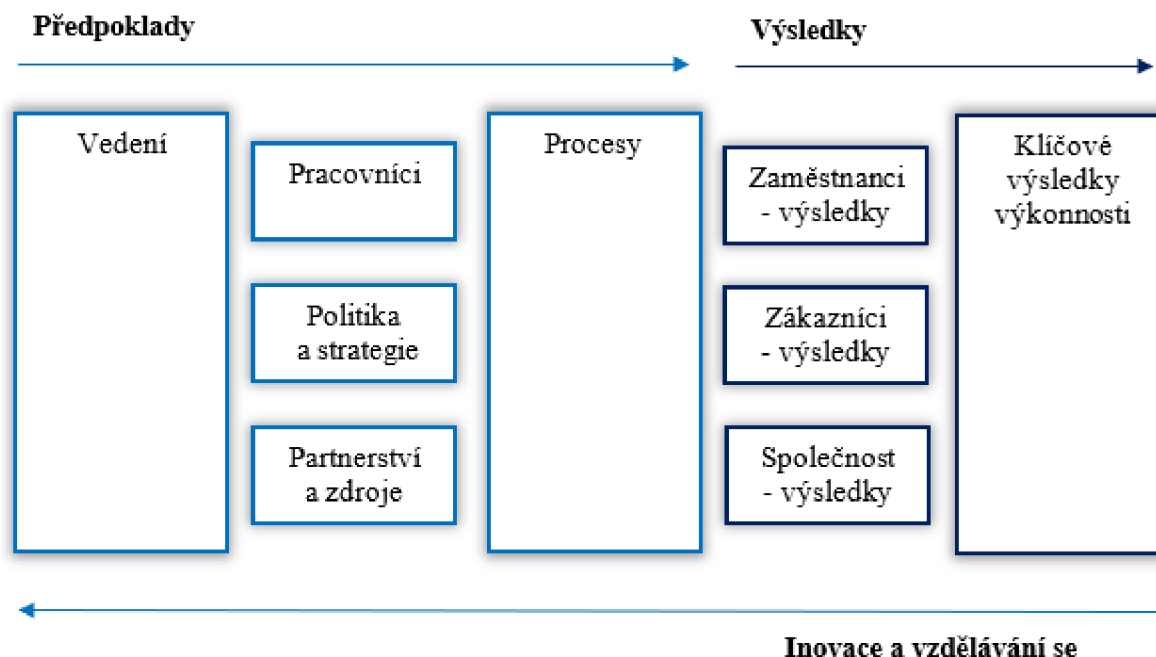 Předpoklady
Výsledky
Vedení
Pracovníci
Politika
a strategie
Partnerství
a zdroje
Procesy
Zaměstnanci
- výsledky
Zákazníci
- výsledky
Společnost
- výsledky
Klíčové
výsledky
výkonnosti
Inovace a vzdělávání se